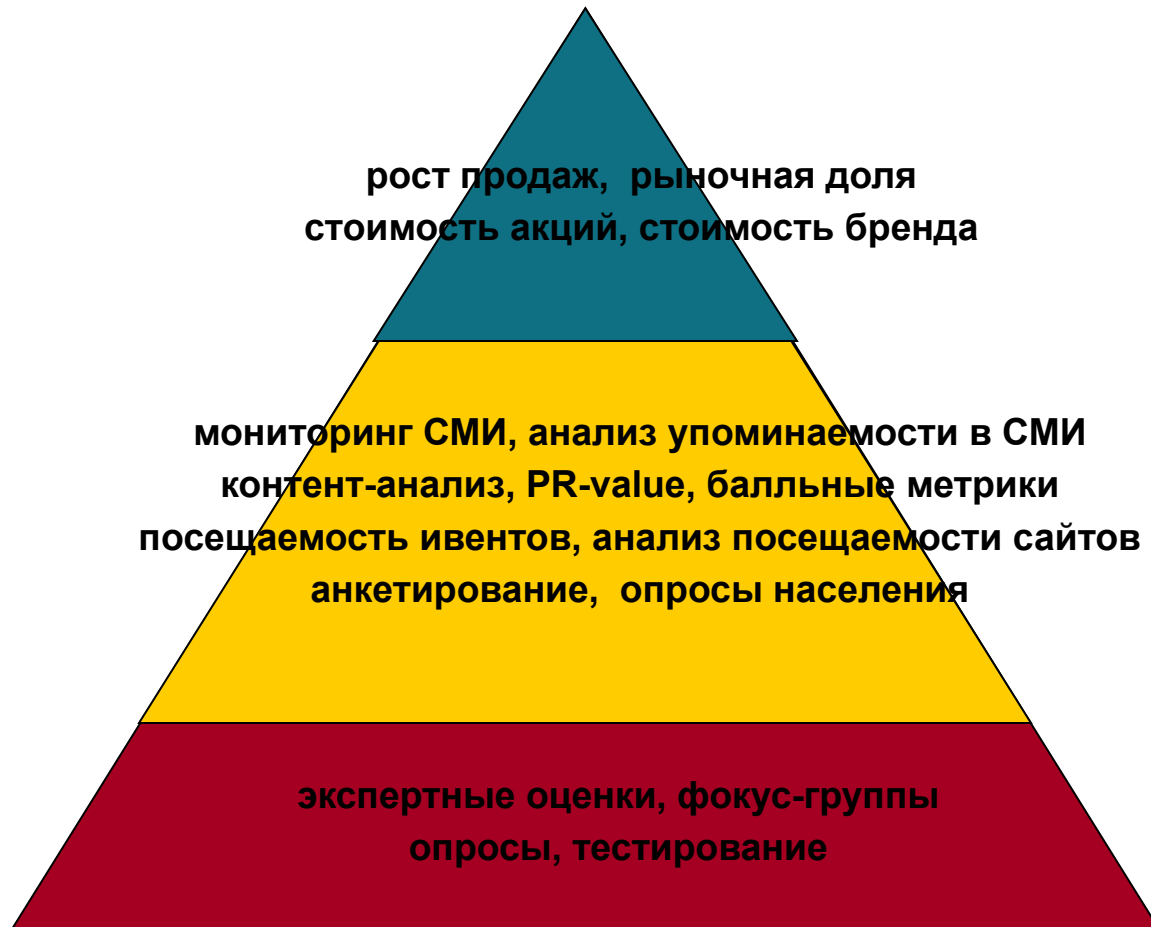 рост продаж, рыночная доля
стоимость акций, стоимость бренда
мониторинг СМИ, анализ упоминаемости в СМИ
контент-анализ, PR-value, балльные метрики
посещаемость ивентов, анализ посещаемости сайтов
анкетирование, опросы населения
экспертные оценки, фокус-группы
опросы, тестирование